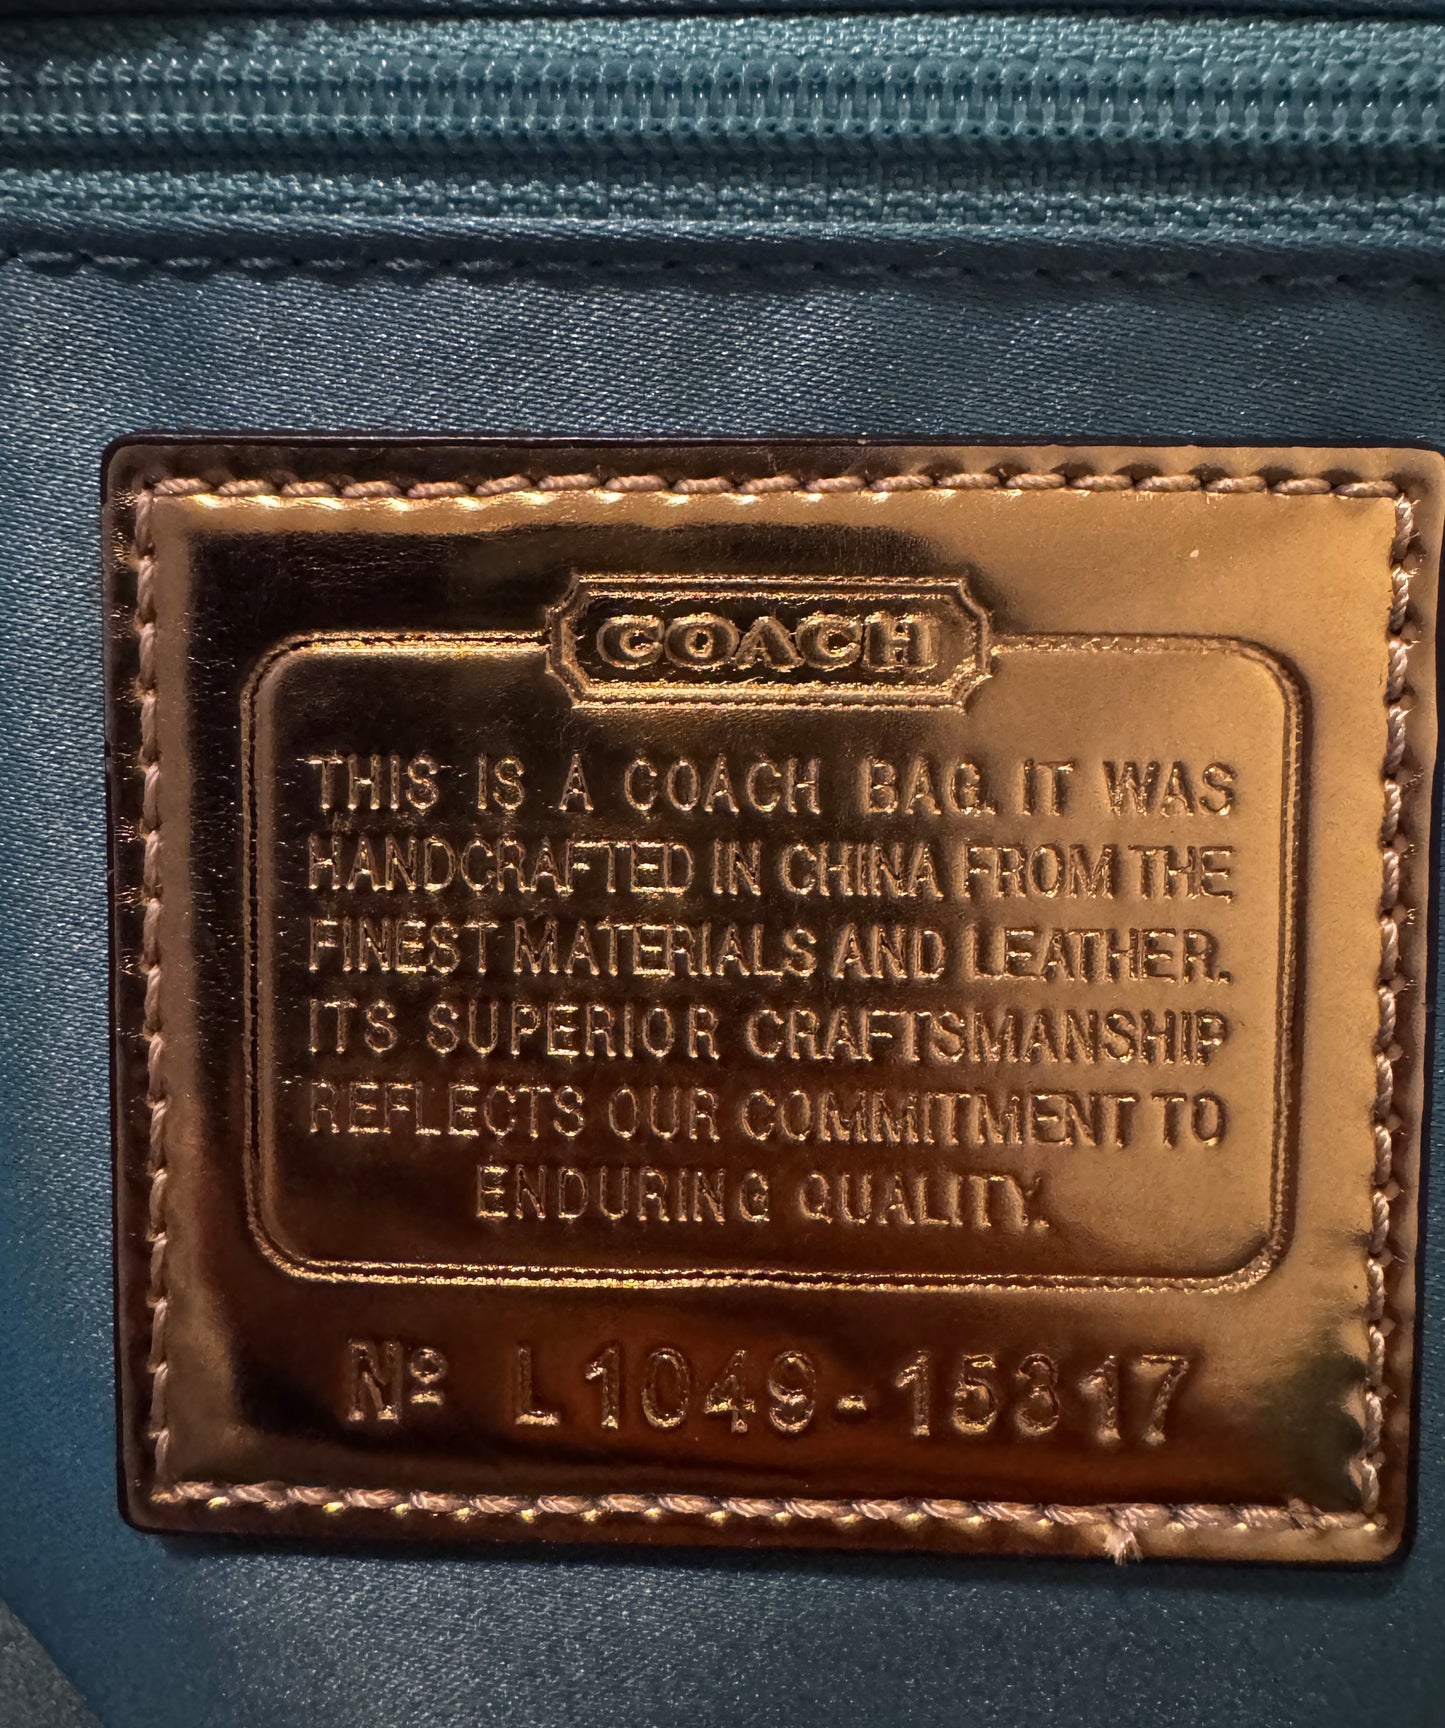 COACH
THIS IS A COACH BAG. IT WAS
HANDCRAFTED IN CHINA FROM THE
FINEST MATERIALS AND LEATHER.
ITS SUPERIOR CRAFTSMANSHIP
REFLECTS OUR COMMITMENT TO
ENDURING QUALITY.
Nº L1049-15317